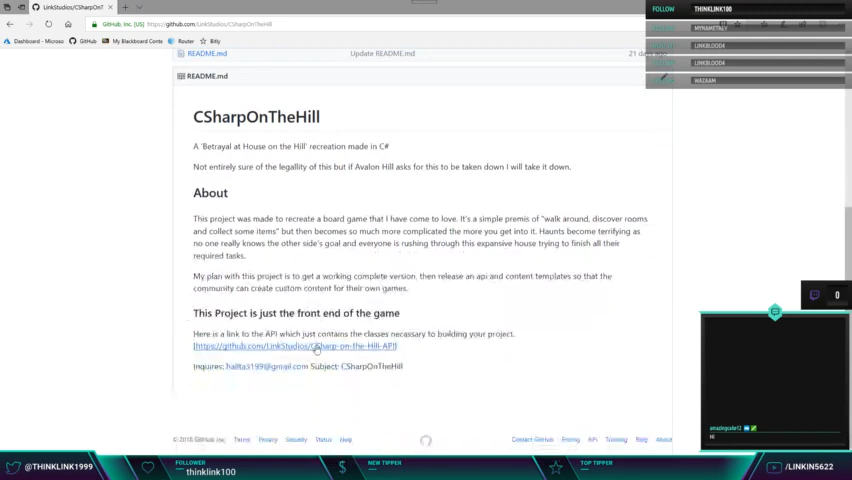 LinkStudios/CSharpOnT
GitHub, Inc. [US]
https://github.com/LinkStudios/CSharpOnTheHill
Dashboard - Microso
GitHub
My Blackboard Conte
Router
Bitly
FOLLOW
THINKLINK100
LINKBLOOD4
LINKBLOOD4
WAZAAM
README.md
Update README.md
21 days ago
README.md
CSharpOnTheHill
A 'Betrayal at House on the Hill' recreation made in C#
Not entirely sure of the legallity of this but if Avalon Hill asks for this to be taken down I will take it down.
About
This project was made to recreate a board game that I have come to love. It's a simple premis of "walk around, discover rooms
and collect some items" but then becomes so much more complicated the more you get into it. Haunts become terrifying as
no one really knows the other side's goal and everyone is rushing through this expansive house trying to finish all their
required tasks.
My plan with this project is to get a working complete version, then release an api and content templates so that the
community can create custom content for their own games.
This Project is just the front end of the game
Here is a link to the API which just contains the classes necassary to building your project.
[https://github.com/LinkStudios/CSharp-on-the-Hill-API]
Inquires: hallta3199@gmail.com Subject: CSharpOnTheHill
0
amazingcake12
Hi
© 2018 GitHub, Inc.
Terms
Privacy
Security
Status
Help
Contact GitHub
Pricing
API
Training
Blog
About
@THINKLINK1999
FOLLOWER
thinklink100
NEW TIPPER
TOP TIPPER
/LINKIN5622